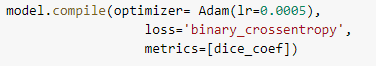 model.compile(optimizer= Adam(lr=0.0005),
loss='binary_crossentropy',
metrics=[dice_coef])